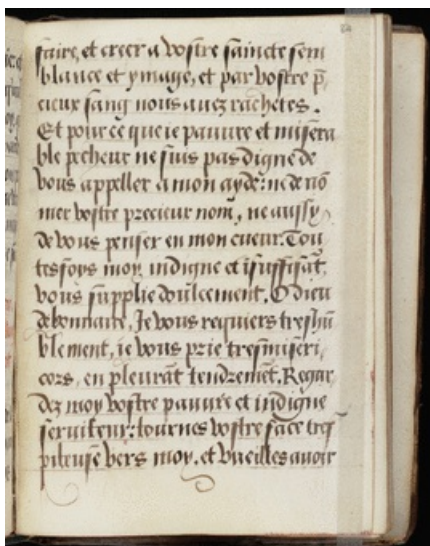 faire, et creer a vostre saincte sem
blance et ymage, et par vostre p̄
cieux sang nous auez rachetes.
Et pour ce que ie pauure et misera
ble pecheur ne suis pas digne de
vous appeller a mon ayde: ne de nō
mer vostre precieux nom, ne aussy
de vous penser en mon cueur. Tou
tesfoys moy indigne et isuffisāt,
vous supplie doulcement. O dieu
debonnaire, Je vous requiers treshū
blement, ie vous prie tresmiseri,
cors, en pleurāt tendremēt. Regar
dez moy vostre pauure et indigne
seruiteur: tournes vostre face tres
piteuse vers moy. et vueilles auoir